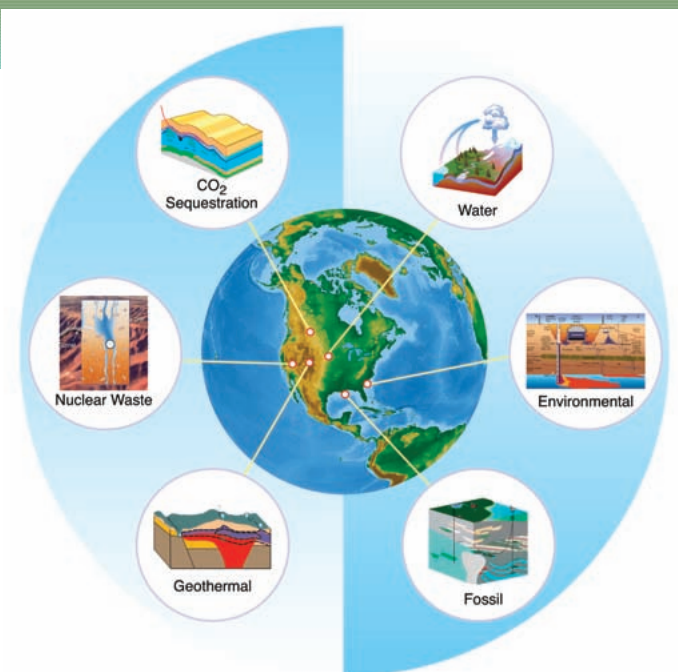 CO2
Sequestration
Water
Nuclear Waste
Environmental
Geothermal
Fossil